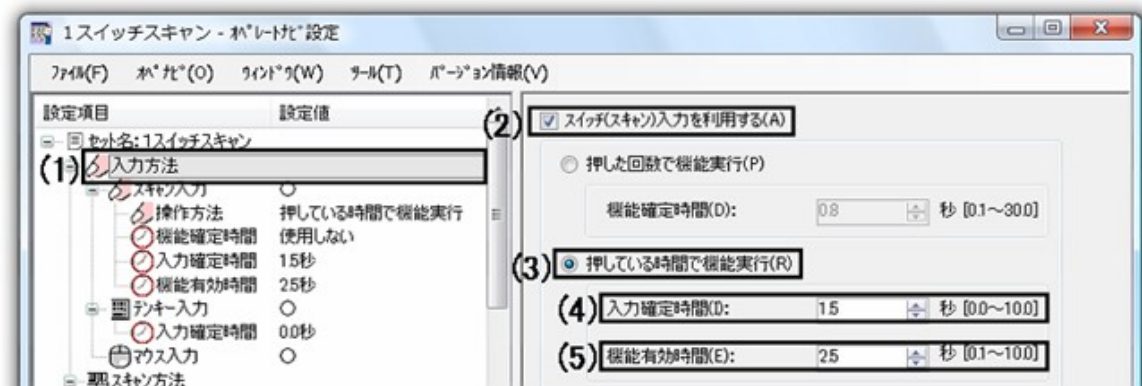 1スイッチスキャン - オペレートナビ設定
ファイル(F) オペナビ(O) ウィンドウ(W) ツール(T) バージョン情報(V)
設定項目 設定値
セット名:1スイッチスキャン
(1) 入力方法
スキャン入力 ○
操作方法 押している時間で機能実行
機能確定時間 使用しない
入力確定時間 1.5秒
機能有効時間 2.5秒
テンキー入力 ○
入力確定時間 0.0秒
マウス入力 ○
スキャン方法
(2) スイッチ(スキャン)入力を利用する(A)
押した回数で機能実行(P)
機能確定時間(D): 0.8 秒 [0.1~30.0]
(3) 押している時間で機能実行(R)
(4) 入力確定時間(I): 1.5 秒 [0.0~10.0]
(5) 機能有効時間(E): 2.5 秒 [0.1~10.0]